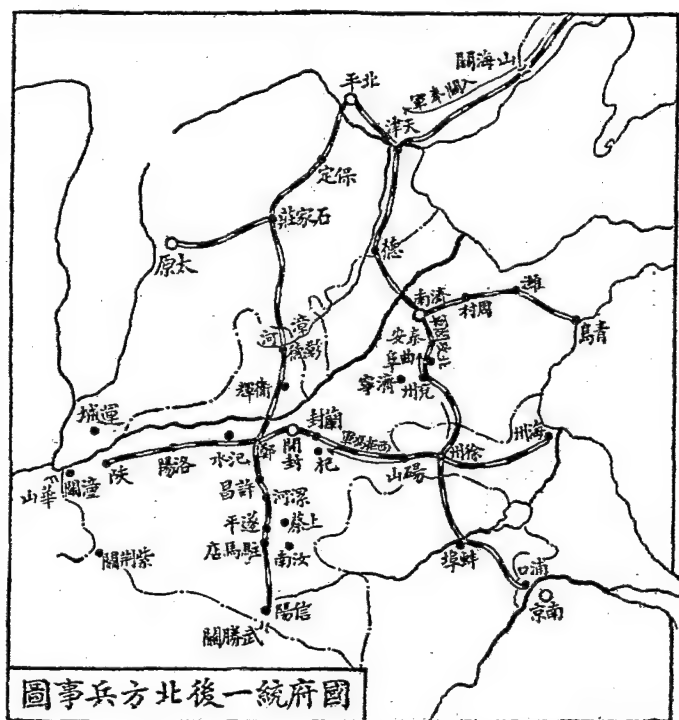 山海關
奉軍入關
北平
天津
保定
石家莊
太原
德
濟南
周村
濰
青島
泰安
曲阜
兗州
濟寧
漳河
彰德
衛輝
運城
蘭封
開封
杞
鄭
汜水
洛陽
陝
潼關
華山
碭山
徐州
海州
許昌
漯河
上蔡
遂平
駐馬店
汝南
紫荆關
信陽
武勝關
蚌埠
浦口
南京
國府統一後北方兵事圖